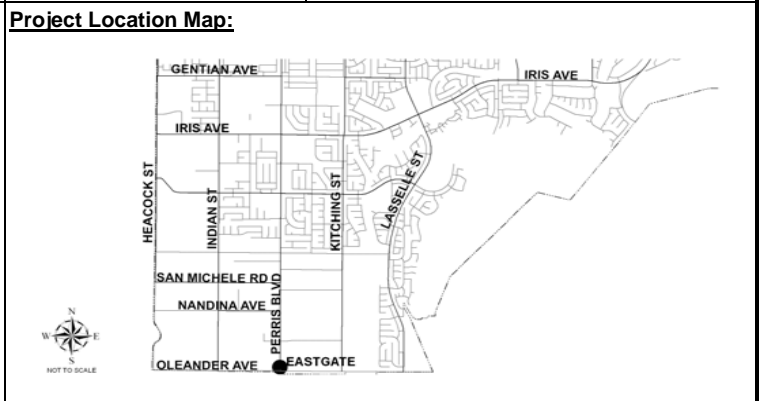 Project Location Map:
GENTIAN AVE
IRIS AVE
IRIS AVE
HEACOCK ST
INDIAN ST
KITCHING ST
LASSELLE ST
SAN MICHELE RD
PERRIS BLVD
NANDINA AVE
N
W
E
S
NOT TO SCALE
OLEANDER AVE
EASTGATE